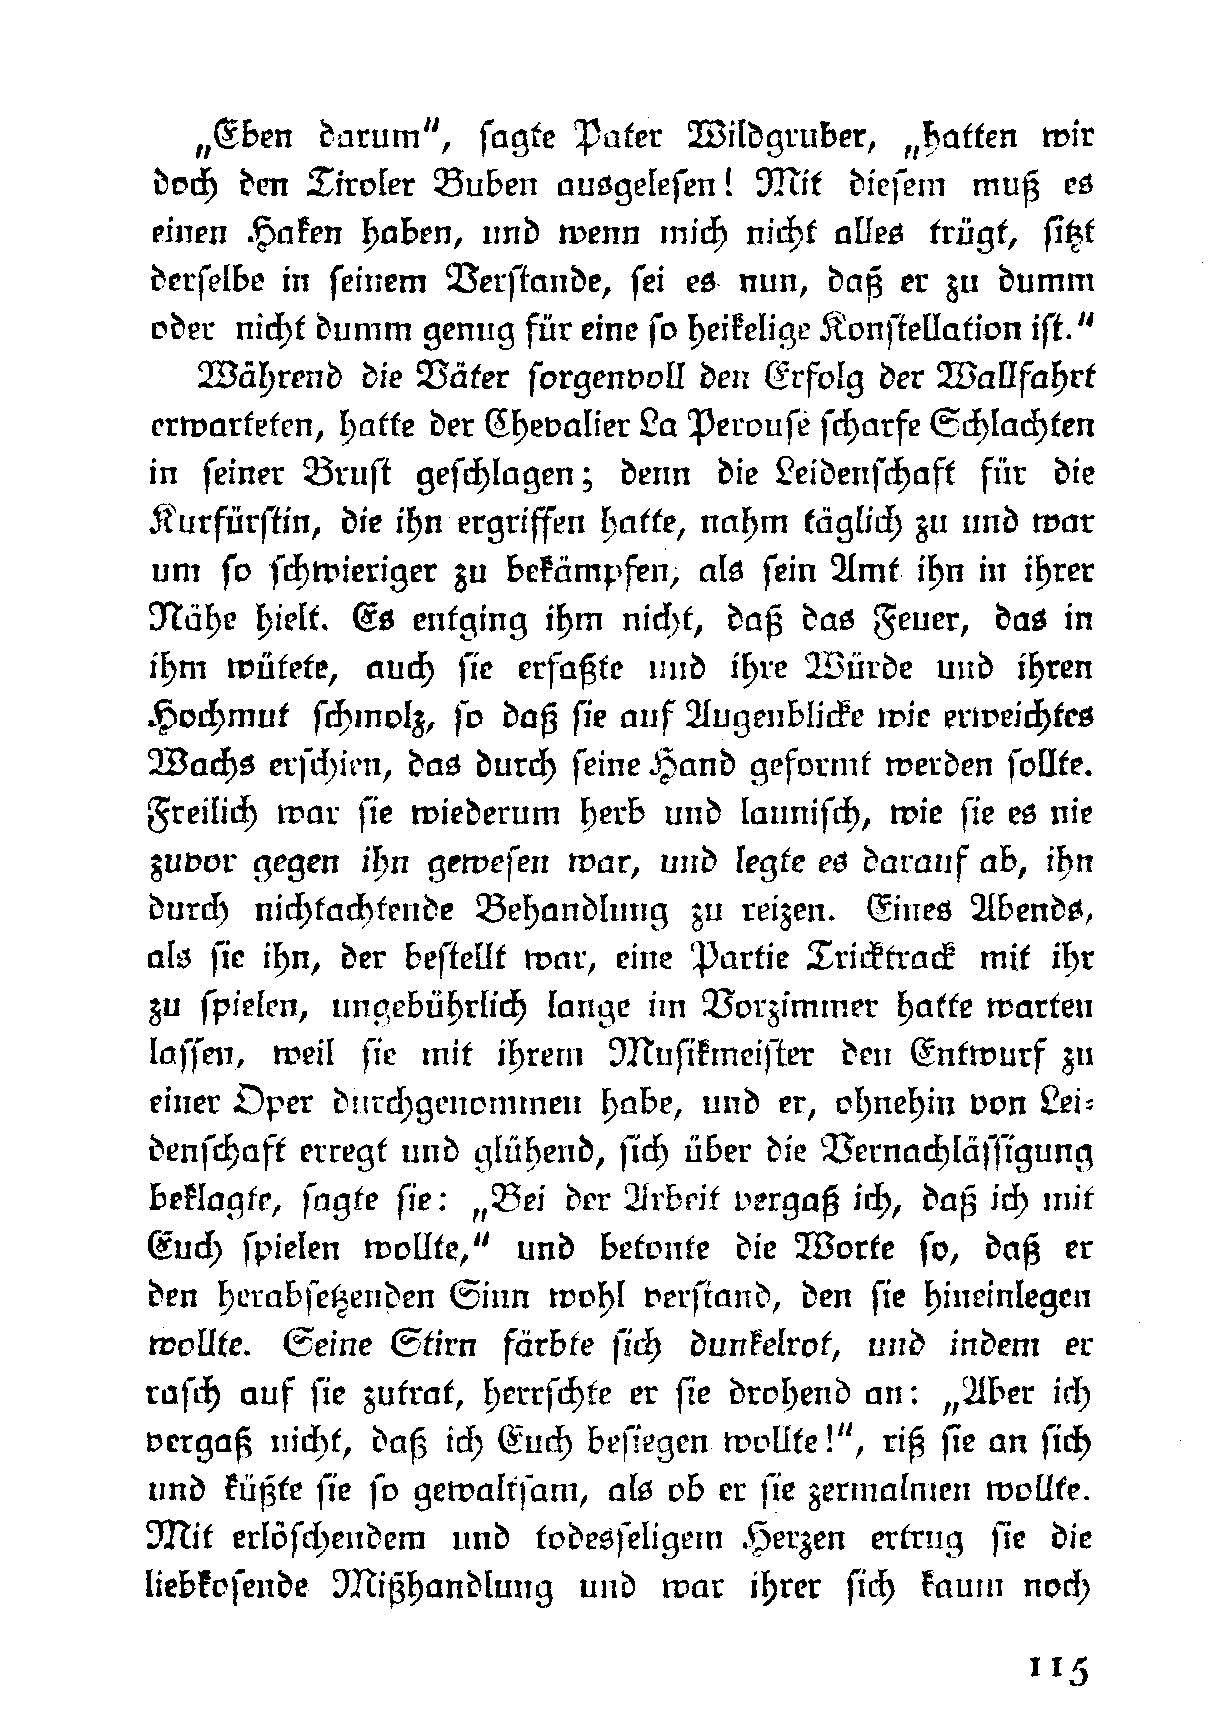 „Eben darum“, sagte Pater Wildgruber, „hatten wir
doch den Tiroler Buben ausgelesen! Mit diesem muß es
einen Haken haben, und wenn mich nicht alles trügt, sitzt
derselbe in seinem Verstande, sei es nun, daß er zu dumm
oder nicht dumm genug für eine so heikelige Konstellation ist.“
Während die Väter sorgenvoll den Erfolg der Wallfahrt
erwarteten, hatte der Chevalier La Perouse scharfe Schlachten
in seiner Brust geschlagen; denn die Leidenschaft für die
Kurfürstin, die ihn ergriffen hatte, nahm täglich zu und war
um so schwieriger zu bekämpfen, als sein Amt ihn in ihrer
Nähe hielt. Es entging ihm nicht, daß das Feuer, das in
ihm wütete, auch sie erfaßte und ihre Würde und ihren
Hochmut schmolz, so daß sie auf Augenblicke wie erweichtes
Wachs erschien, das durch seine Hand geformt werden sollte.
Freilich war sie wiederum herb und launisch, wie sie es nie
zuvor gegen ihn gewesen war, und legte es darauf ab, ihn
durch nichtachtende Behandlung zu reizen. Eines Abends,
als sie ihn, der bestellt war, eine Partie Tricktrack mit ihr
zu spielen, ungebührlich lange im Vorzimmer hatte warten
lassen, weil sie mit ihrem Musikmeister den Entwurf zu
einer Oper durchgenommen habe, und er, ohnehin von Lei-
denschaft erregt und glühend, sich über die Vernachlässigung
beklagte, sagte sie: „Bei der Arbeit vergaß ich, daß ich mit
Euch spielen wollte,“ und betonte die Worte so, daß er
den herabsetzenden Sinn wohl verstand, den sie hineinlegen
wollte. Seine Stirn färbte sich dunkelrot, und indem er
rasch auf sie zutrat, herrschte er sie drohend an: „Aber ich
vergaß nicht, daß ich Euch besiegen wollte!“, riß sie an sich
und küßte sie so gewaltsam, als ob er sie zermalmen wollte.
Mit erlöschendem und todesseligem Herzen ertrug sie die
liebkosende Mißhandlung und war ihrer sich kaum noch
115